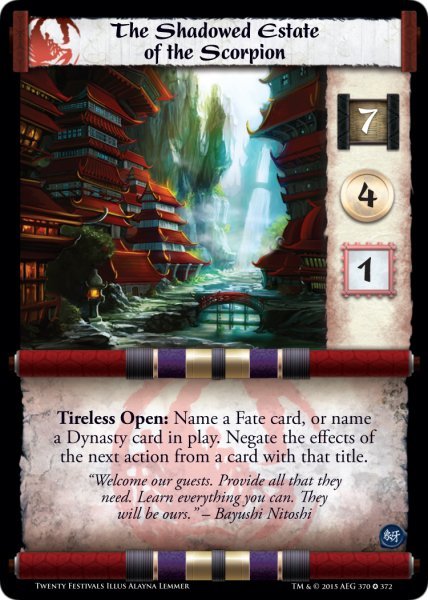 The Shadowed Estate
of the Scorpion
7
4
1
Tireless Open: Name a Fate card, or name
a Dynasty card in play. Negate the effects of
the next action from a card with that title.
“Welcome our guests. Provide all that they
need. Learn everything you can. They
will be ours.” – Bayushi Nitoshi
Twenty Festivals Illus Alayna Lemmer
TM & © 2015 AEG 370 ✪ 372